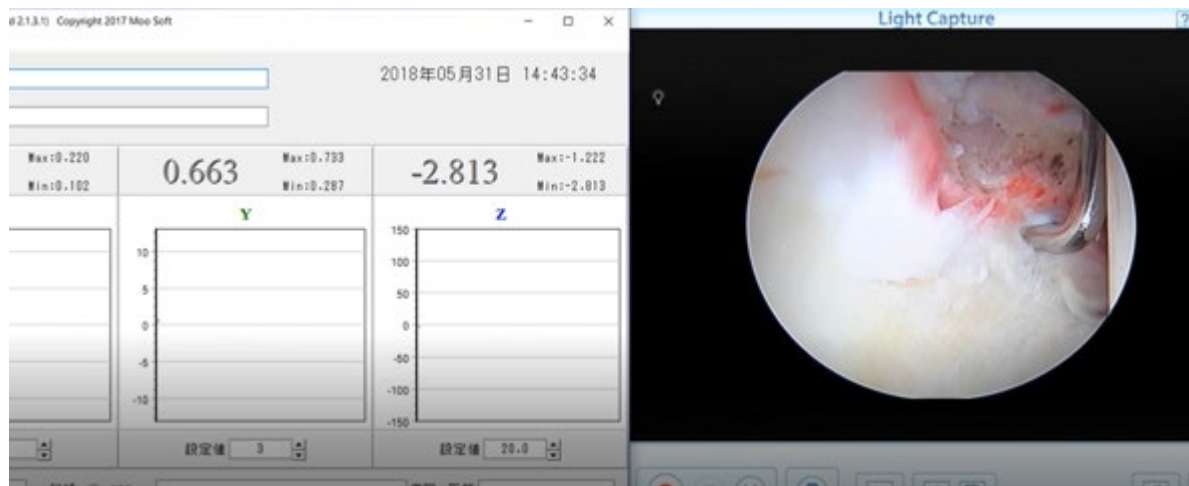 d 2.1.3.1) Copyright 2017 Moo Soft
Light Capture
?
2018年05月31日 14:43:34
Max:0.220
Min:0.102
0.663
Max:0.733
Min:0.287
-2.813
Max:-1.222
Min:-2.813
Y
10
5
0
-5
-10
設定値 3
Z
150
100
50
0
-50
-100
-150
設定値 20.0